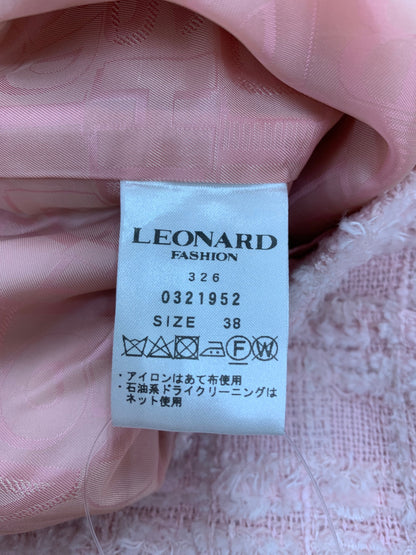 LEONARD
FASHION
326
0321952
SIZE 38
F W
・アイロンはあて布使用
・石油系ドライクリーニングは
ネット使用